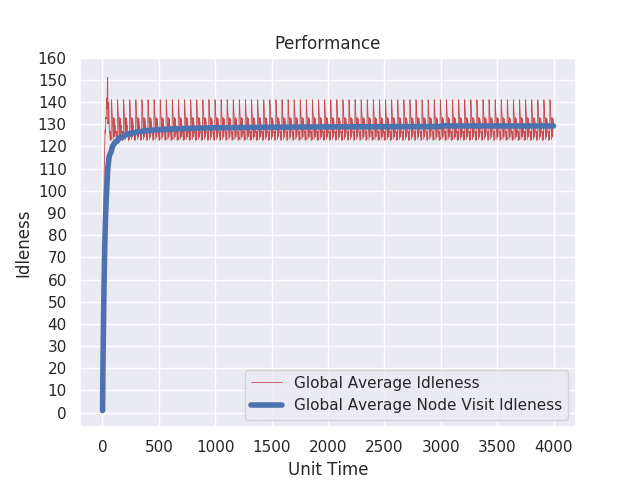 Performance
160
150
140
130
120
110
100
90
80
70
60
50
40
30
20
10
0
Idleness
Global Average Idleness
Global Average Node Visit Idleness
0 500 1000 1500 2000 2500 3000 3500 4000
Unit Time